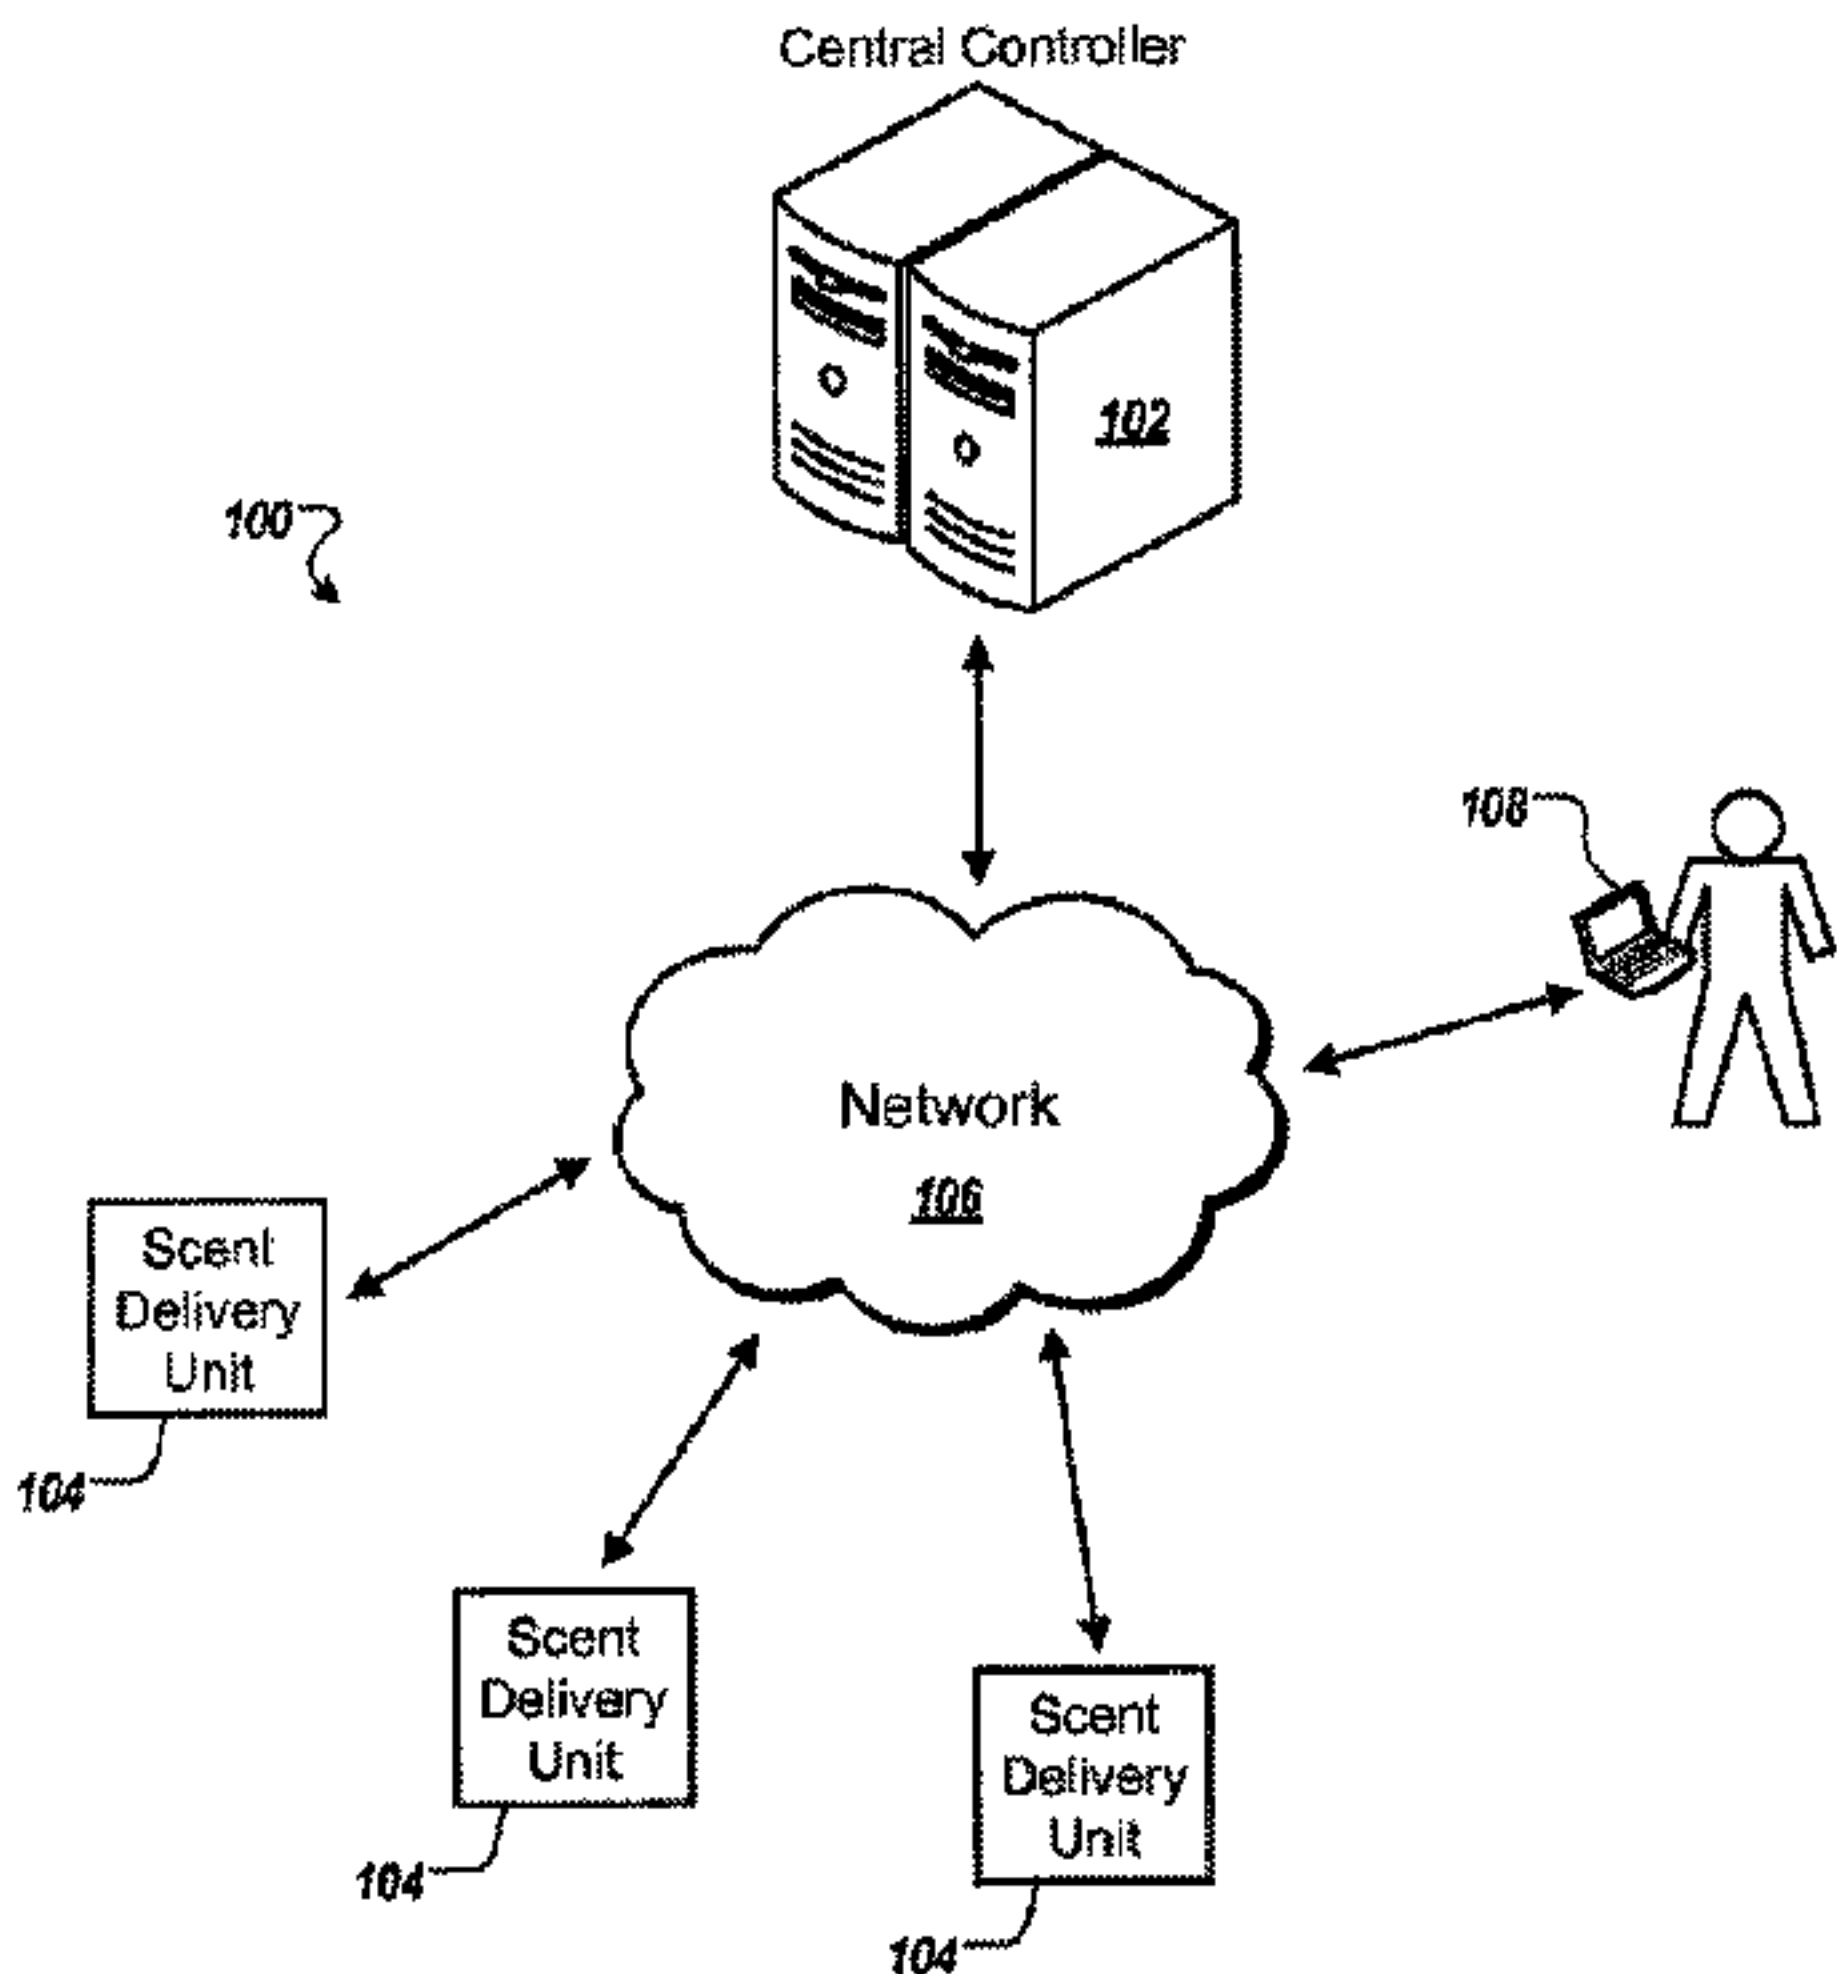 Central Controller
102
100
108
Network
106
Scent
Delivery
Unit
104
Scent
Delivery
Unit
104
Scent
Delivery
Unit
104